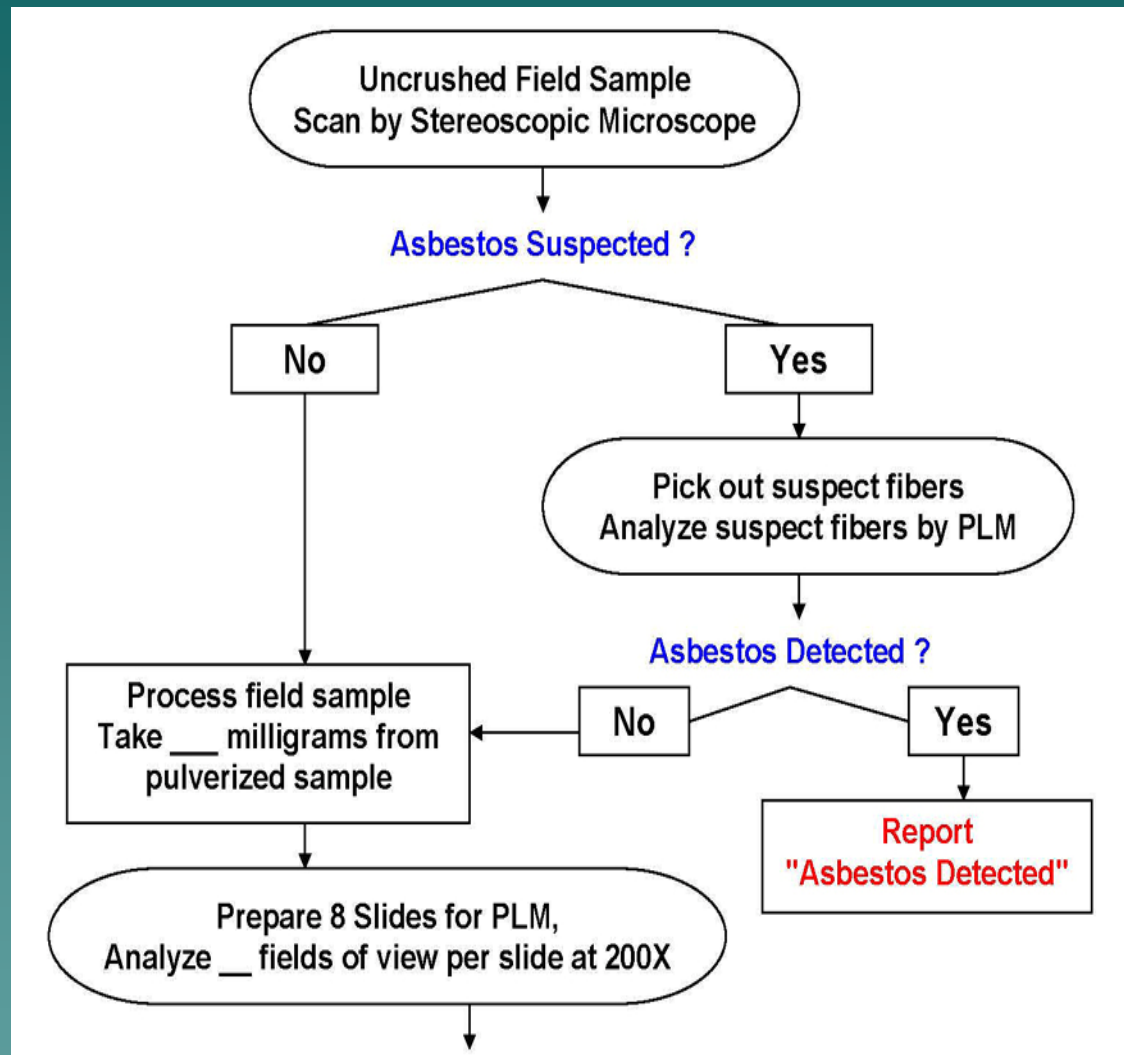 Uncrushed Field Sample
Scan by Stereoscopic Microscope
Asbestos Suspected ?
No
Yes
Pick out suspect fibers
Analyze suspect fibers by PLM
Asbestos Detected ?
No
Yes
Process field sample
Take ___ milligrams from
pulverized sample
Report
"Asbestos Detected"
Prepare 8 Slides for PLM,
Analyze __ fields of view per slide at 200X